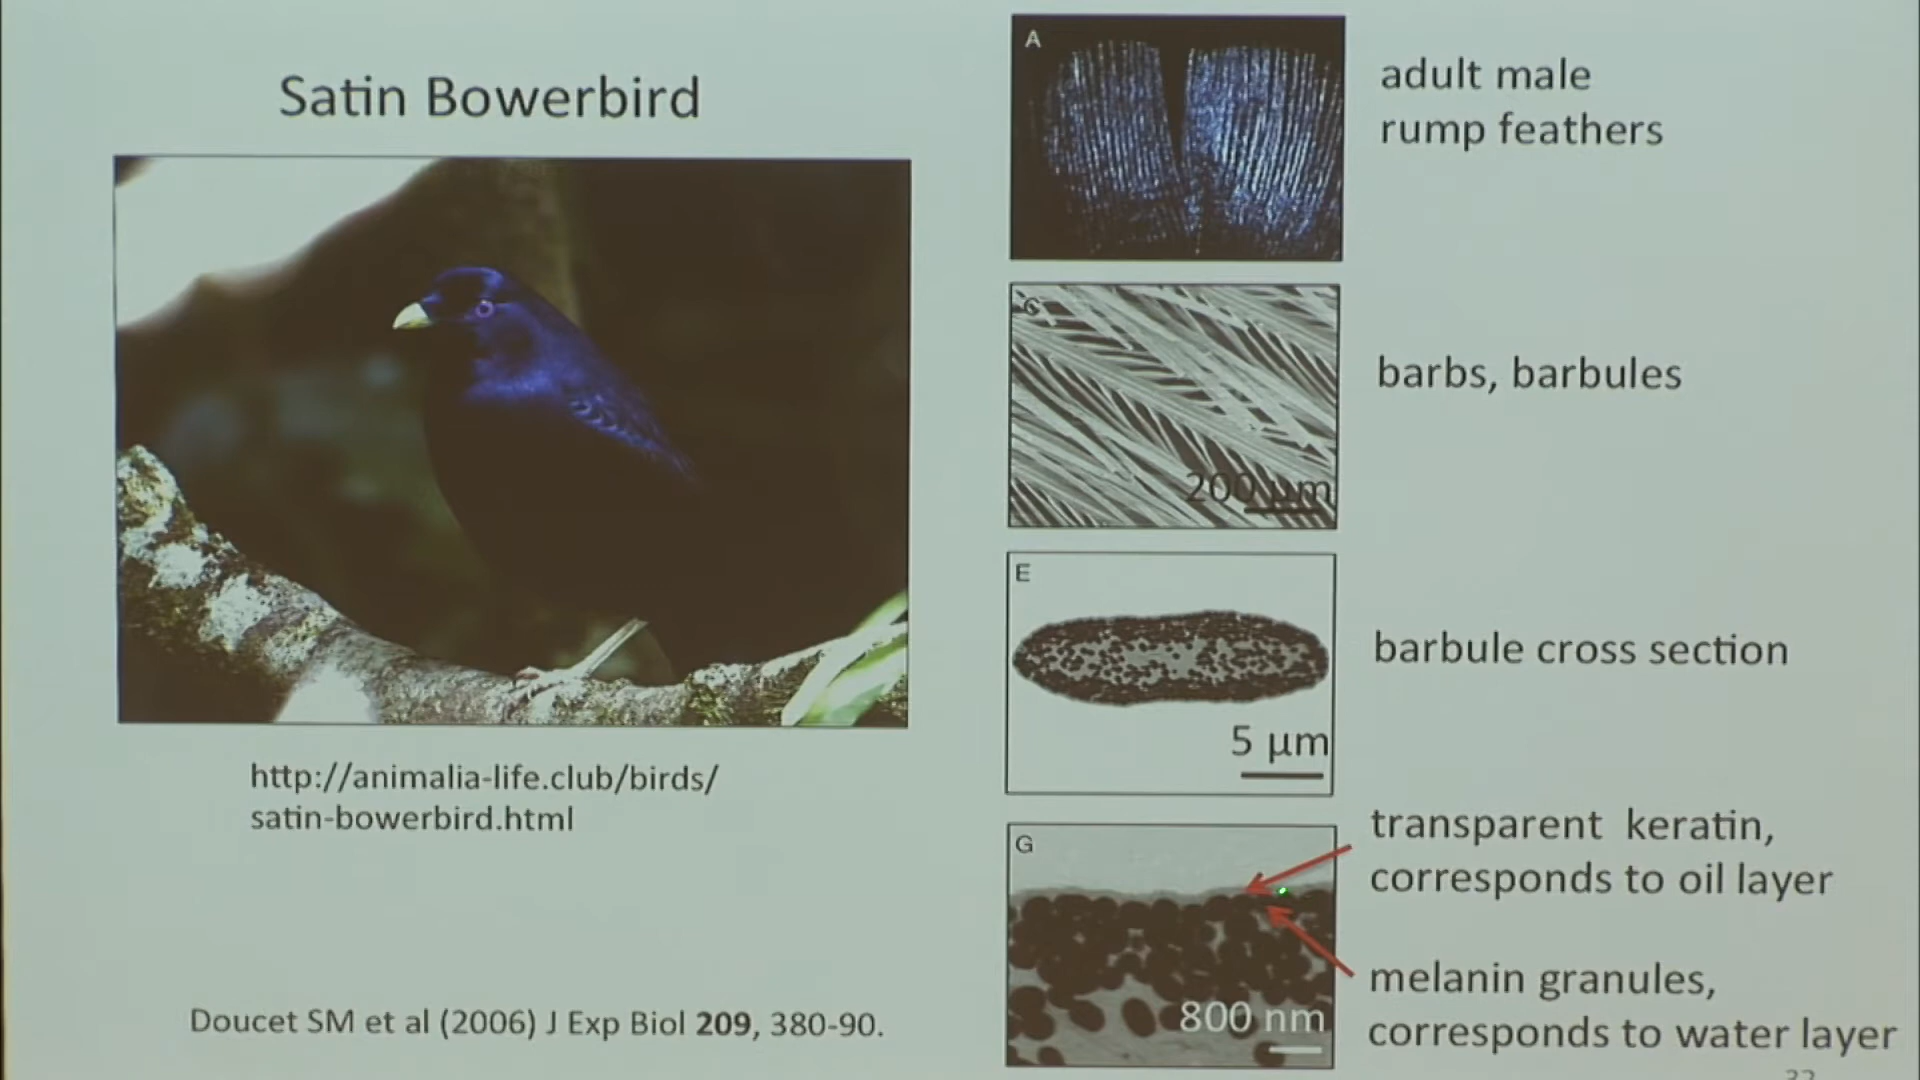 Satin Bowerbird
http://animalia-life.club/birds/
satin-bowerbird.html
Doucet SM et al (2006) J Exp Biol 209, 380-90.
A
adult male
rump feathers
C
200 µm
barbs, barbules
E
5 µm
barbule cross section
G
800 nm
transparent keratin,
corresponds to oil layer
melanin granules,
corresponds to water layer